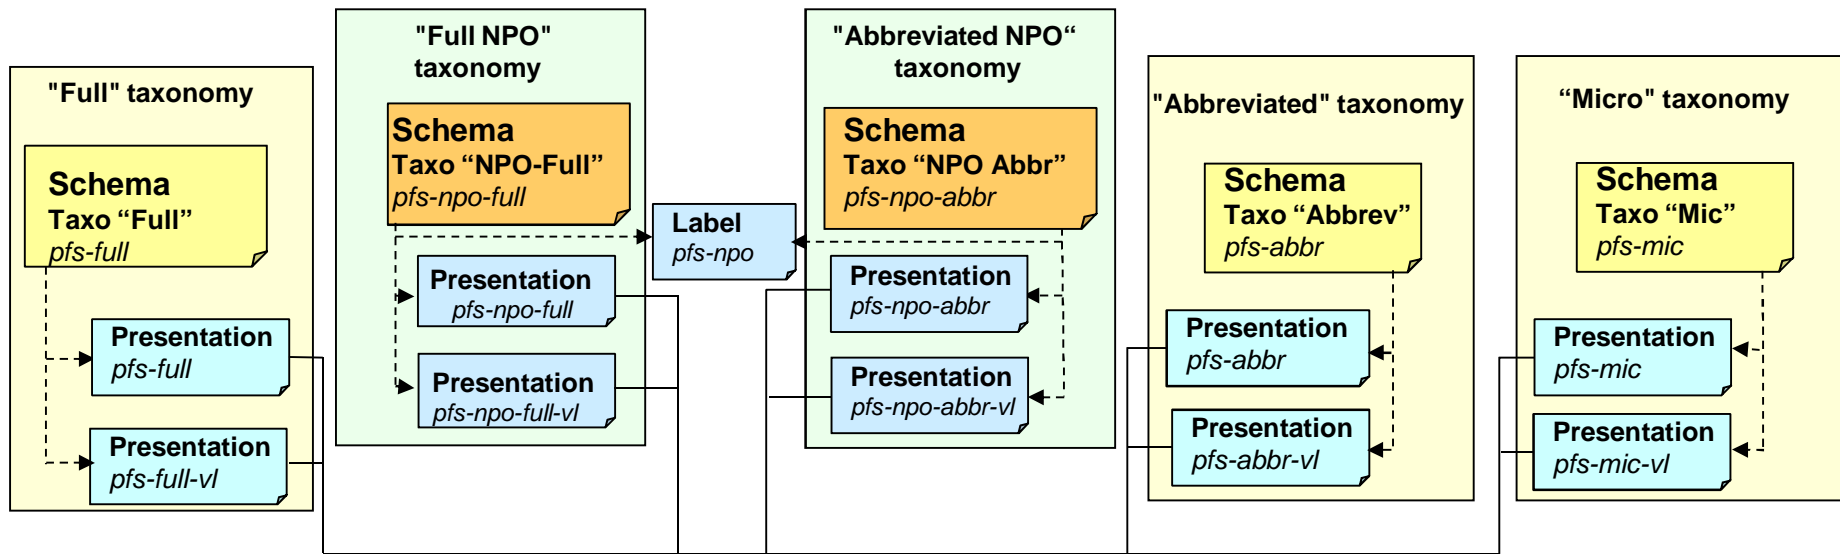 "Full" taxonomy
Schema
Taxo “Full”
pfs-full
Presentation
pfs-full
Presentation
pfs-full-vl
"Full NPO"
taxonomy
Schema
Taxo “NPO-Full”
pfs-npo-full
Presentation
pfs-npo-full
Presentation
pfs-npo-full-vl
Label
pfs-npo
"Abbreviated NPO“
taxonomy
Schema
Taxo “NPO Abbr”
pfs-npo-abbr
Presentation
pfs-npo-abbr
Presentation
pfs-npo-abbr-vl
"Abbreviated" taxonomy
Schema
Taxo “Abbrev”
pfs-abbr
Presentation
pfs-abbr
Presentation
pfs-abbr-vl
“Micro" taxonomy
Schema
Taxo “Mic”
pfs-mic
Presentation
pfs-mic
Presentation
pfs-mic-vl